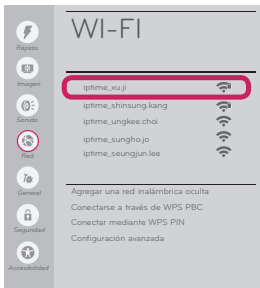 WI-FI
Rápido
Imagen
Sonido
Red
General
Seguridad
Accesibilidad
iptime_xu.ji
iptime_shinsung.kang
iptime_ungkee.choi
iptime_sungho.jo
iptime_seungjun.lee
Agregar una red inalámbrica oculta
Conectarse a través de WPS PBC
Conectar mediante WPS PIN
Configuración avanzada